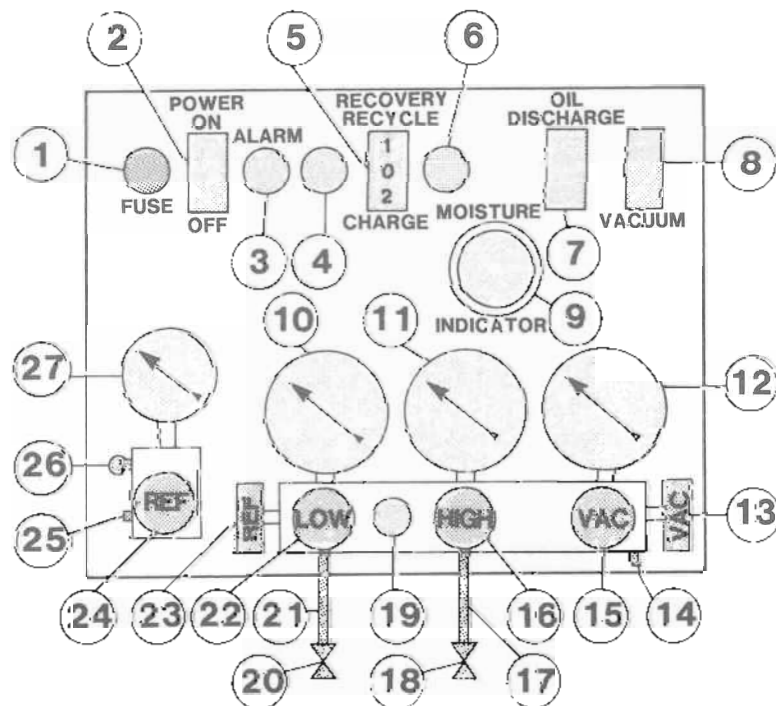 2
5
6
POWER
ON
RECOVERY
RECYCLE
OIL
DISCHARGE
1
ALARM
1
0
2
8
FUSE
OFF
CHARGE
MOISTURE
VACUUM
3
4
7
9
INDICATOR
10
11
12
27
26
REF
REF
LOW
HIGH
VAC
VAC
13
25
24
23
22
21
19
16
15
14
20
18
17